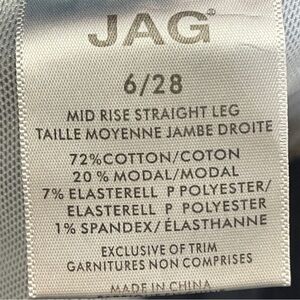 JAG®
6/28
MID RISE STRAIGHT LEG
TAILLE MOYENNE JAMBE DROITE
72%COTTON/COTON
20% MODAL/MODAL
7% ELASTERELL P POLYESTER/
ELASTERELL P POLYESTER
1% SPANDEX/ÉLASTHANNE
EXCLUSIVE OF TRIM
GARNITURES NON COMPRISES
MADE IN CHINA